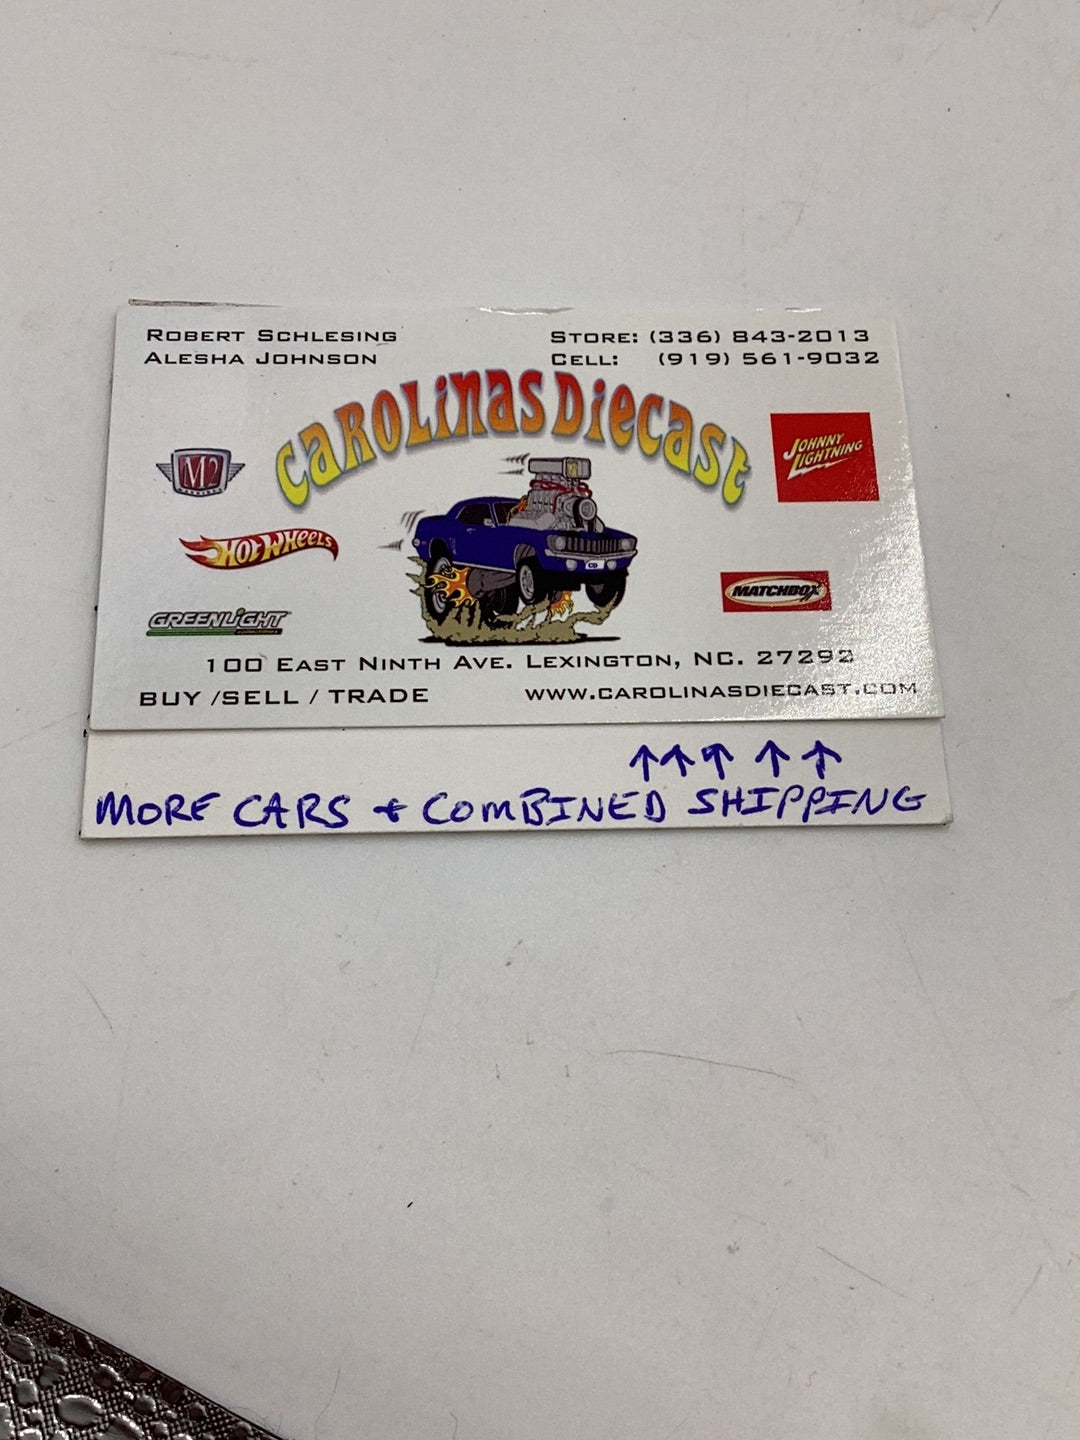 ROBERT SCHLESING
ALESHA JOHNSON
STORE: (336) 843-2013
CELL: (919) 561-9032
CAROLINAS DIECAST
M2
JOHNNY
LIGHTNING
HOT WHEELS
CD
MATCHBOX
GREENLIGHT
100 EAST NINTH AVE. LEXINGTON, NC. 27292
BUY /SELL / TRADE
WWW.CAROLINASDIECAST.COM
↑↑↑↑↑
MORE CARS + COMBINED SHIPPING